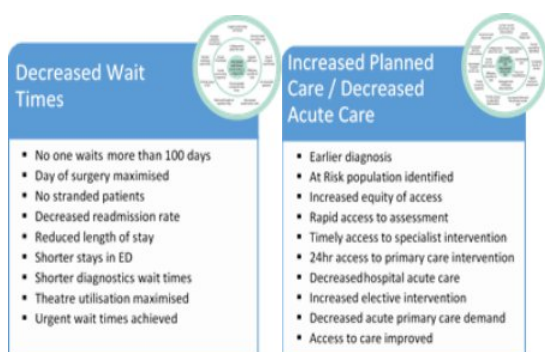 Decreased Wait
Times
No one waits more than 100 days
Day of surgery maximised
No stranded patients
Decreased readmission rate
Reduced length of stay
Shorter stays in ED
Shorter diagnostics wait times
Theatre utilisation maximised
Urgent wait times achieved
Increased Planned
Care / Decreased
Acute Care
Earlier diagnosis
At Risk population identified
Increased equity of access
Rapid access to assessment
Timely access to specialist intervention
24hr access to primary care intervention
Decreasedhospital acute care
Increased elective intervention
Decreased acute primary care demand
Access to care improved